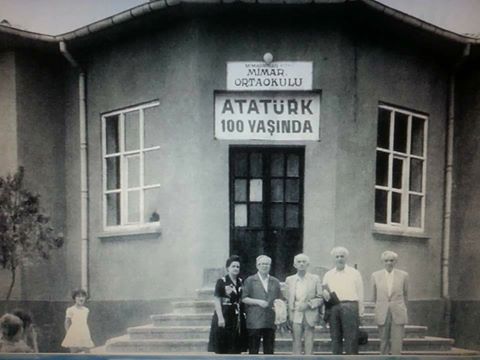 MİMAR
ORTAOKULU
ATATÜRK
100 YAŞINDA